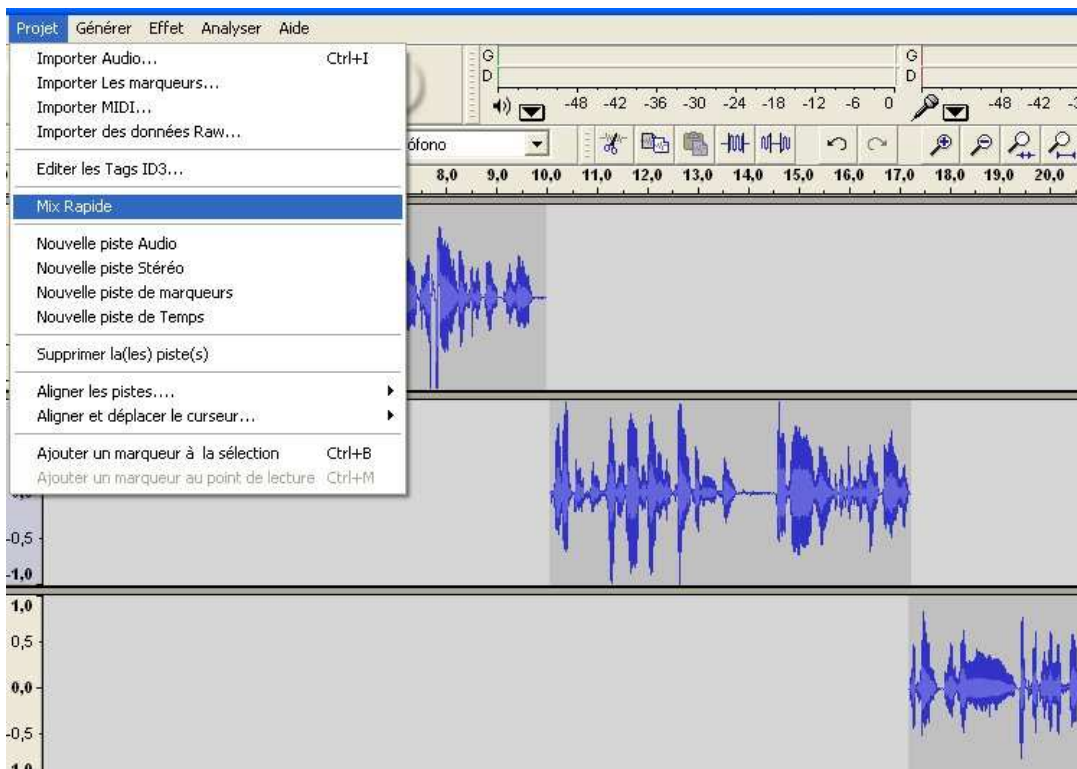 Projet Générer Effet Analyser Aide
Importer Audio... Ctrl+I
Importer Les marqueurs...
Importer MIDI...
Importer des données Raw...
Editer les Tags ID3...
Mix Rapide
Nouvelle piste Audio
Nouvelle piste Stéréo
Nouvelle piste de marqueurs
Nouvelle piste de Temps
Supprimer la(les) piste(s)
Aligner les pistes....
Aligner et déplacer le curseur...
Ajouter un marqueur à la sélection Ctrl+B
Ajouter un marqueur au point de lecture Ctrl+M
G G
D D
-48 -42 -36 -30 -24 -18 -12 -6 0 -48 -42
ófono
8,0 9,0 10,0 11,0 12,0 13,0 14,0 15,0 16,0 17,0 18,0 19,0 20,0
-0,5
-1,0
1,0
0,5
0,0
-0,5